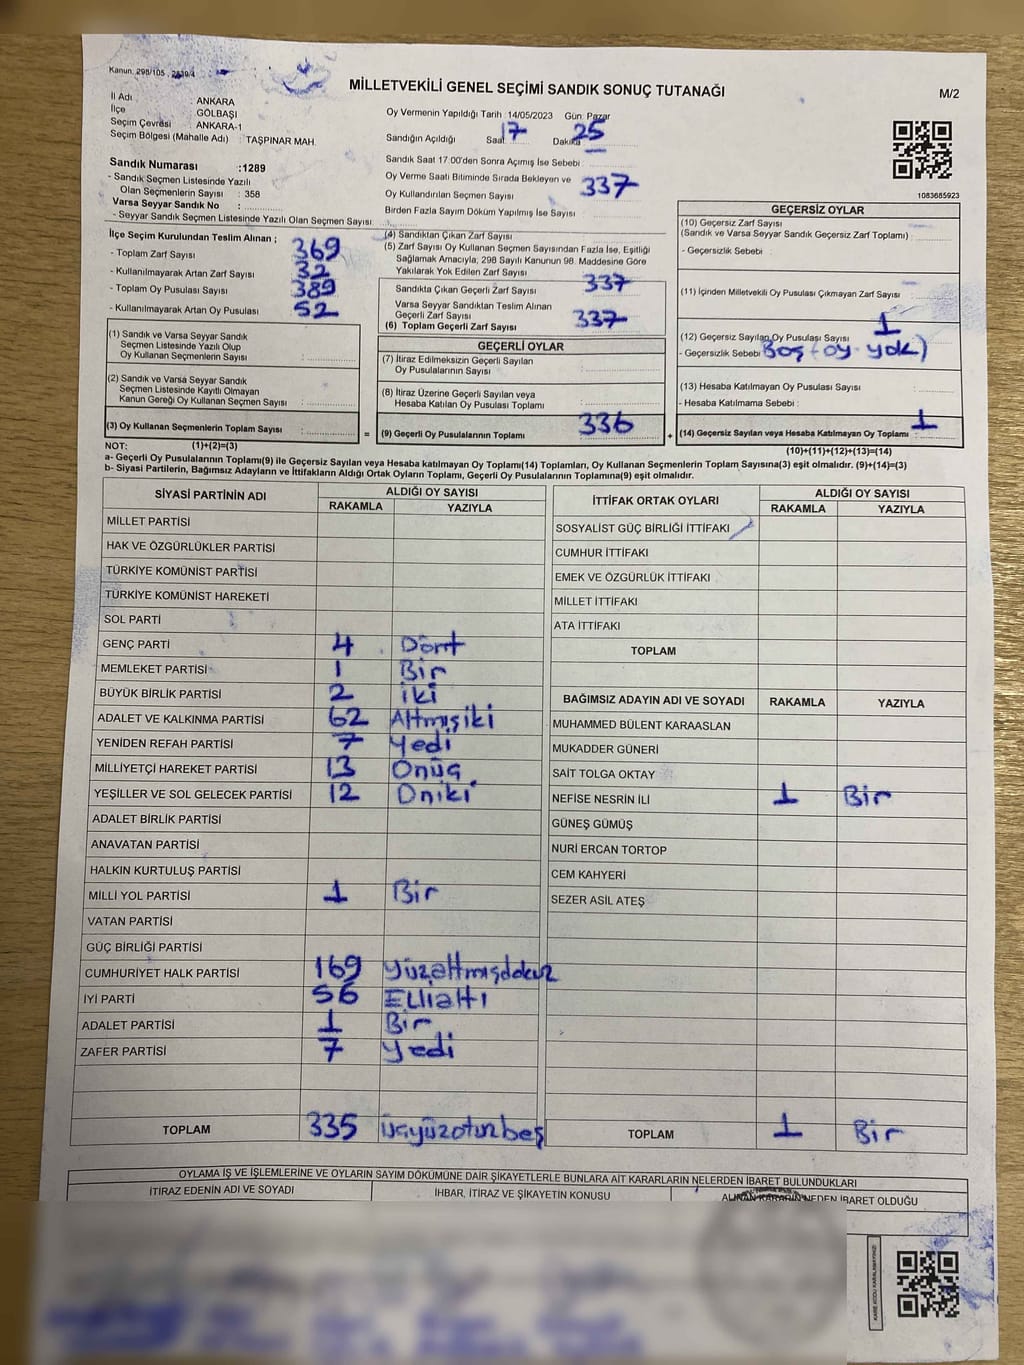 Kanun: 298/105 , 2839/4
MİLLETVEKİLİ GENEL SEÇİMİ SANDIK SONUÇ TUTANAĞI
M/2
İl Adı : ANKARA
İlçe : GÖLBAŞI
Seçim Çevresi : ANKARA-1
Seçim Bölgesi (Mahalle Adı) : TAŞPINAR MAH.
Oy Vermenin Yapıldığı Tarih : 14/05/2023 Gün: Pazar
Sandığın Açıldığı Saat 17 Dakika 25
Sandık Saat 17:00'den Sonra Açımış İse Sebebi :
Oy Verme Saati Bitiminde Sırada Bekleyen ve
Oy Kullandırılan Seçmen Sayısı : 337
Birden Fazla Sayım Döküm Yapılmış İse Sayısı :
Sandık Numarası :1289
- Sandık Seçmen Listesinde Yazılı
Olan Seçmenlerin Sayısı : 358
Varsa Seyyar Sandık No :
- Seyyar Sandık Seçmen Listesinde Yazılı Olan Seçmen Sayısı:
1083685923
İlçe Seçim Kurulundan Teslim Alınan ;
- Toplam Zarf Sayısı : 369
- Kullanılmayarak Artan Zarf Sayısı : 32
- Toplam Oy Pusulası Sayısı : 389
- Kullanılmayarak Artan Oy Pusulası : 52
(1) Sandık ve Varsa Seyyar Sandık
Seçmen Listesinde Yazılı Olup
Oy Kullanan Seçmenlerin Sayısı :
(2) Sandık ve Varsa Seyyar Sandık
Seçmen Listesinde Kayıtlı Olmayan
Kanun Gereği Oy Kullanan Seçmen Sayısı :
(3) Oy Kullanan Seçmenlerin Toplam Sayısı :
(4) Sandıktan Çıkan Zarf Sayısı :
(5) Zarf Sayısı Oy Kullanan Seçmen Sayısından Fazla İse, Eşitliği
Sağlamak Amacıyla; 298 Sayılı Kanunun 98. Maddesine Göre
Yakılarak Yok Edilen Zarf Sayısı :
Sandıkta Çıkan Geçerli Zarf Sayısı : 337
Varsa Seyyar Sandıktan Teslim Alınan
Geçerli Zarf Sayısı :
(6) Toplam Geçerli Zarf Sayısı : 337
GEÇERLİ OYLAR
(7) İtiraz Edilmeksizin Geçerli Sayılan
Oy Pusulalarının Sayısı :
(8) İtiraz Üzerine Geçerli Sayılan veya
Hesaba Katılan Oy Pusulası Toplamı :
= (9) Geçerli Oy Pusulalarının Toplamı : 336
GEÇERSİZ OYLAR
(10) Geçersiz Zarf Sayısı
(Sandık ve Varsa Seyyar Sandık Geçersiz Zarf Toplamı) :
- Geçersizlik Sebebi :
(11) İçinden Milletvekili Oy Pusulası Çıkmayan Zarf Sayısı :
(12) Geçersiz Sayılan Oy Pusulası Sayısı : 1
- Geçersizlik Sebebi : Boş (oy yok)
(13) Hesaba Katılmayan Oy Pusulası Sayısı :
- Hesaba Katılmama Sebebi :
+ (14) Geçersiz Sayılan veya Hesaba Katılmayan Oy Toplamı : 1
NOT: (1)+(2)=(3)
(10)+(11)+(12)+(13)=(14)
a- Geçerli Oy Pusulalarının Toplamı(9) ile Geçersiz Sayılan veya Hesaba katılmayan Oy Toplamı(14) Toplamları, Oy Kullanan Seçmenlerin Toplam Sayısına(3) eşit olmalıdır. (9)+(14)=(3)
b- Siyasi Partilerin, Bağımsız Adayların ve İttifakların Aldığı Oyların Toplamı, Geçerli Oy Pusulalarının Toplamına(9) eşit olmalıdır.
SİYASİ PARTİNİN ADI ALDIĞI OY SAYISI
RAKAMLA YAZIYLA
MİLLET PARTİSİ
HAK VE ÖZGÜRLÜKLER PARTİSİ
TÜRKİYE KOMÜNİST PARTİSİ
TÜRKİYE KOMÜNİST HAREKETİ
SOL PARTİ
GENÇ PARTİ 4 Dört
MEMLEKET PARTİSİ 1 Bir
BÜYÜK BİRLİK PARTİSİ 2 iki
ADALET VE KALKINMA PARTİSİ 62 Altmışiki
YENİDEN REFAH PARTİSİ 7 Yedi
MİLLİYETÇİ HAREKET PARTİSİ 13 Onüç
YEŞİLLER VE SOL GELECEK PARTİSİ 12 Oniki
ADALET BİRLİK PARTİSİ
ANAVATAN PARTİSİ
HALKIN KURTULUŞ PARTİSİ
MİLLİ YOL PARTİSİ 1 Bir
VATAN PARTİSİ
GÜÇ BİRLİĞİ PARTİSİ
CUMHURİYET HALK PARTİSİ 169 Yüzaltmışdokuz
İYİ PARTİ 56 Ellialtı
ADALET PARTİSİ 1 Bir
ZAFER PARTİSİ 7 Yedi
TOPLAM 335 üçyüzotuzbeş
İTTİFAK ORTAK OYLARI ALDIĞI OY SAYISI
RAKAMLA YAZIYLA
SOSYALİST GÜÇ BİRLİĞİ İTTİFAKI
CUMHUR İTTİFAKI
EMEK VE ÖZGÜRLÜK İTTİFAKI
MİLLET İTTİFAKI
ATA İTTİFAKI
TOPLAM
BAĞIMSIZ ADAYIN ADI VE SOYADI RAKAMLA YAZIYLA
MUHAMMED BÜLENT KARAASLAN
MUKADDER GÜNERİ
SAİT TOLGA OKTAY
NEFİSE NESRİN İLİ 1 Bir
GÜNEŞ GÜMÜŞ
NURİ ERCAN TORTOP
CEM KAHYERİ
SEZER ASİL ATEŞ
TOPLAM 1 Bir
OYLAMA İŞ VE İŞLEMLERİNE VE OYLARIN SAYIM DÖKÜMÜNE DAİR ŞİKAYETLERLE BUNLARA AİT KARARLARIN NELERDEN İBARET BULUNDUKLARI
İTİRAZ EDENİN ADI VE SOYADI İHBAR, İTİRAZ VE ŞİKAYETİN KONUSU ALINAN KARARIN NEDEN İBARET OLDUĞU
KARE KODU KARALAMAYINIZ!